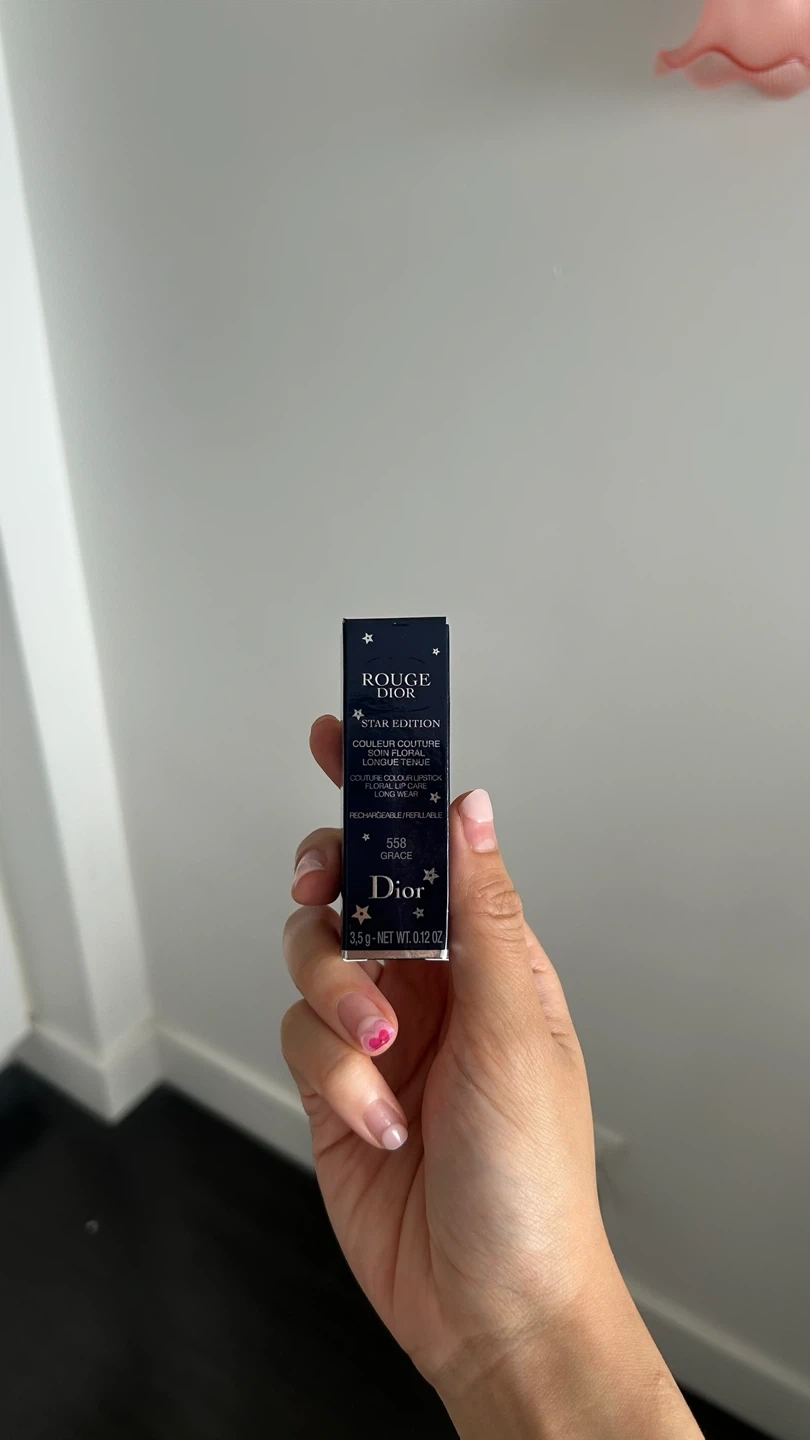 ROUGE
DIOR
STAR EDITION
COULEUR COUTURE
SOIN FLORAL
LONGUE TENUE
COUTURE COLOUR LIPSTICK
FLORAL LIP CARE
LONG WEAR
RECHARGEABLE/REFILLABLE
558
GRACE
Dior
3,5 g - NET WT. 0.12 OZ